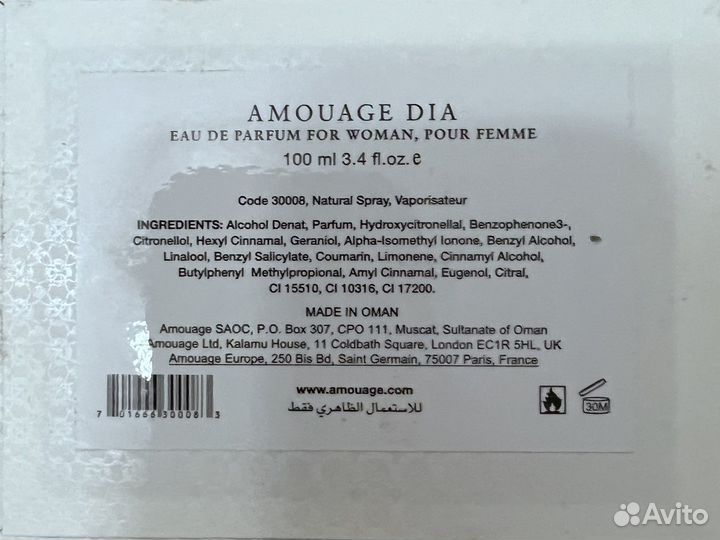 AMOUAGE DIA
EAU DE PARFUM FOR WOMAN, POUR FEMME
100 ml 3.4 fl.oz. e
Code 30008, Natural Spray, Vaporisateur
INGREDIENTS: Alcohol Denat, Parfum, Hydroxycitronellal, Benzophenone3-,
Citronellol, Hexyl Cinnamal, Geraniol, Alpha-Isomethyl Ionone, Benzyl Alcohol,
Linalool, Benzyl Salicylate, Coumarin, Limonene, Cinnamyl Alcohol,
Butylphenyl Methylpropional, Amyl Cinnamal, Eugenol, Citral,
CI 15510, CI 10316, CI 17200.
MADE IN OMAN
Amouage SAOC, P.O. Box 307, CPO 111, Muscat, Sultanate of Oman
Amouage Ltd, Kalamu House, 11 Coldbath Square, London EC1R 5HL, UK
Amouage Europe, 250 Bis Bd, Saint Germain, 75007 Paris, France
www.amouage.com
للاستعمال الظاهري فقط
7 01666 30008 3
30M
Avito